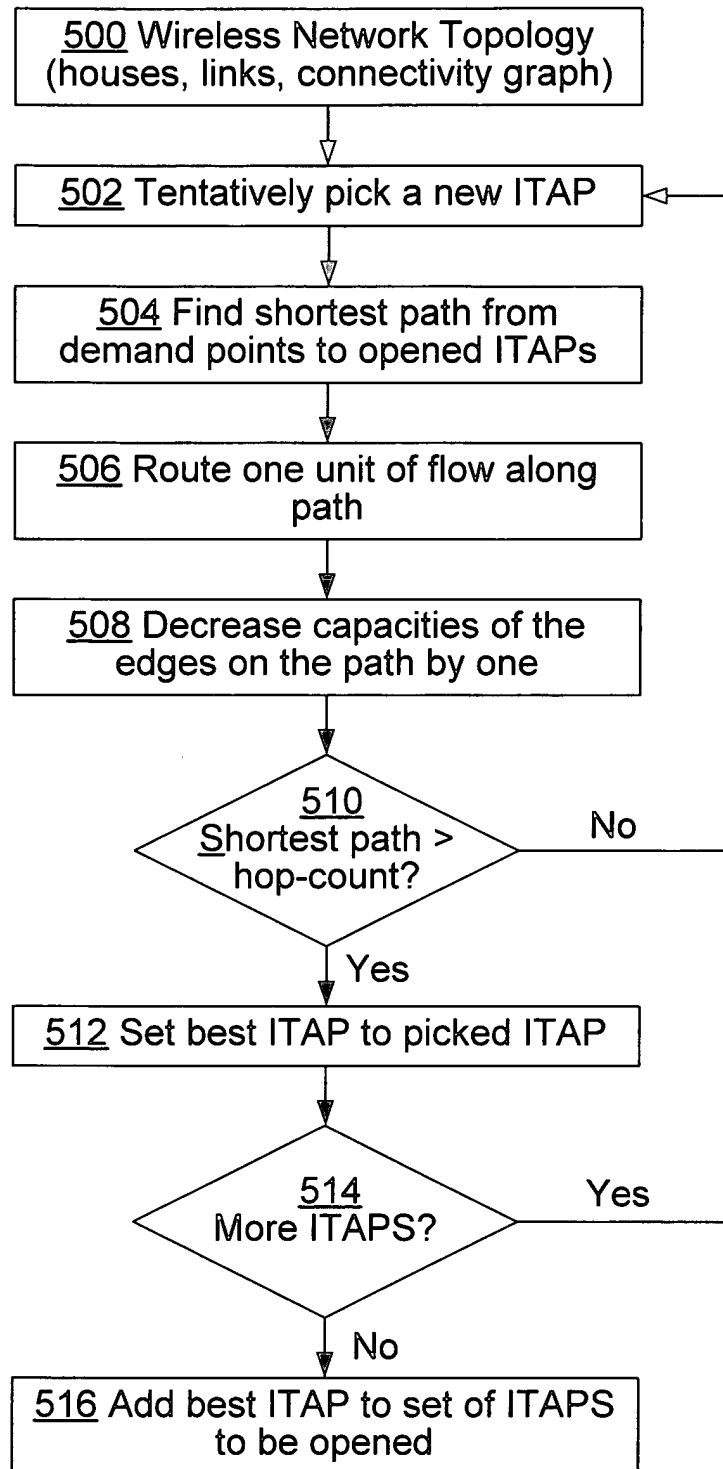 500 Wireless Network Topology
(houses, links, connectivity graph)
502 Tentatively pick a new ITAP
504 Find shortest path from
demand points to opened ITAPs
506 Route one unit of flow along
path
508 Decrease capacities of the
edges on the path by one
510
Shortest path >
hop-count?
No
Yes
512 Set best ITAP to picked ITAP
514
More ITAPS?
Yes
No
516 Add best ITAP to set of ITAPS
to be opened